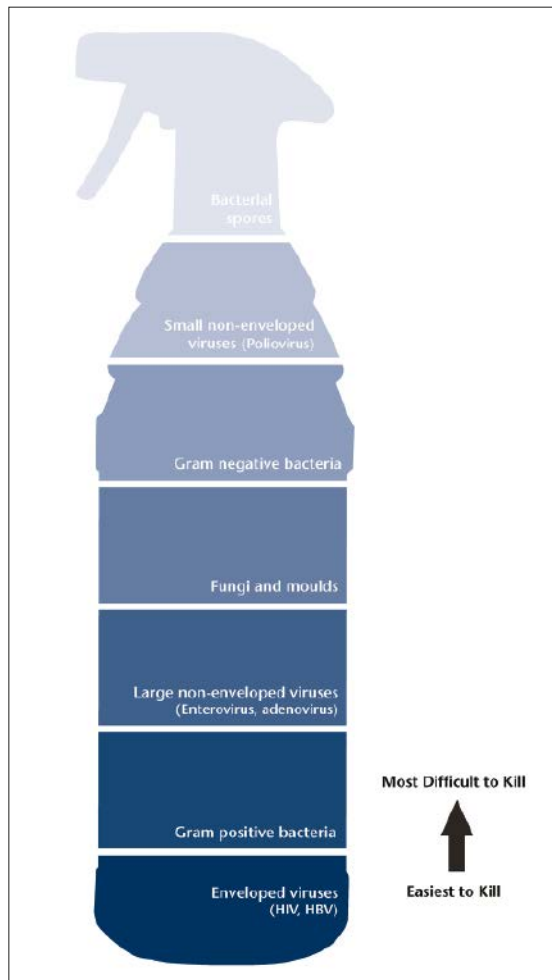 Bacterial
spores
Small non-enveloped
viruses (Poliovirus)
Gram negative bacteria
Fungi and moulds
Large non-enveloped viruses
(Enterovirus, adenovirus)
Most Difficult to Kill
Gram positive bacteria
Easiest to Kill
Enveloped viruses
(HIV, HBV)